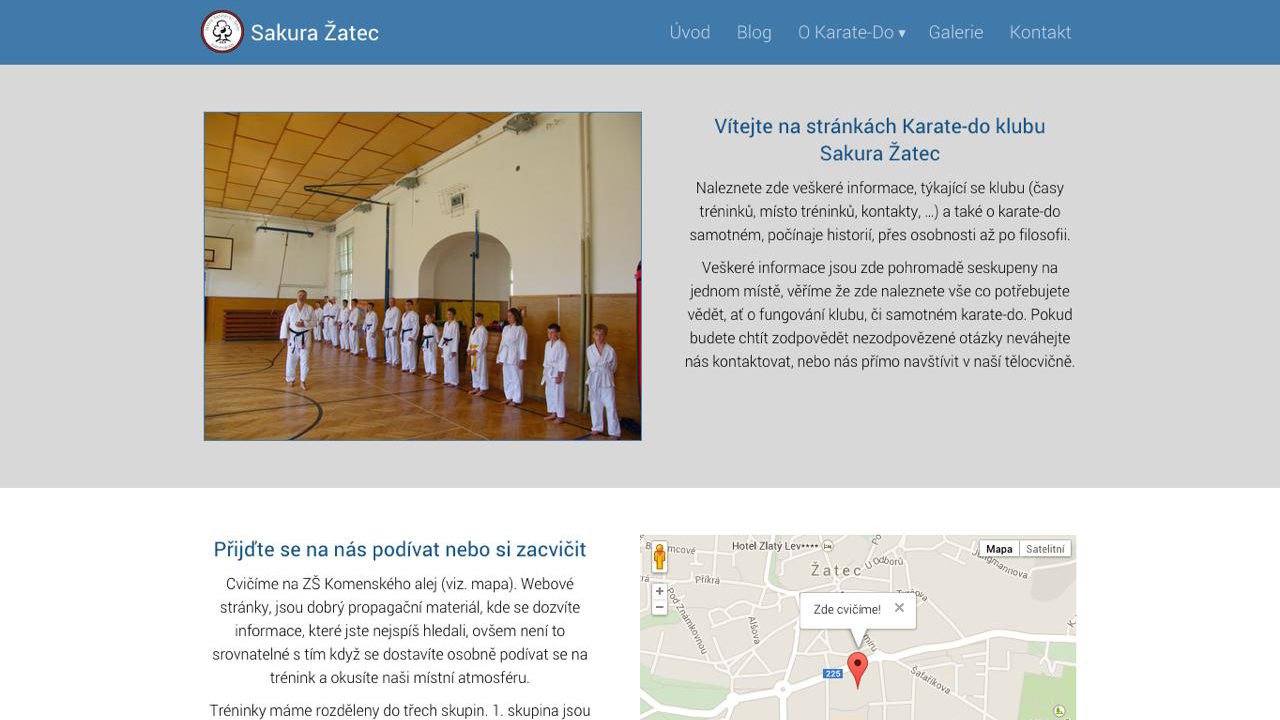 Sakura Žatec
Úvod
Blog
O Karate-Do ▾
Galerie
Kontakt
Vítejte na stránkách Karate-do klubu
Sakura Žatec
Naleznete zde veškeré informace, týkající se klubu (časy
tréninků, místo tréninků, kontakty, ...) a také o karate-do
samotném, počínaje historií, přes osobnosti až po filosofii.
Veškeré informace jsou zde pohromadě seskupeny na
jednom místě, věříme že zde naleznete vše co potřebujete
vědět, ať o fungování klubu, či samotném karate-do. Pokud
budete chtít zodpovědět nezodpovězené otázky neváhejte
nás kontaktovat, nebo nás přímo navštívit v naší tělocvičně.
Přijďte se na nás podívat nebo si zacvičit
Cvičíme na ZŠ Komenského alej (viz. mapa). Webové
stránky, jsou dobrý propagační materiál, kde se dozvíte
informace, které jste nejspíš hledali, ovšem není to
srovnatelné s tím když se dostavíte osobně podívat se na
trénink a okusíte naši místní atmosféru.
Tréninky máme rozděleny do třech skupin. 1. skupina jsou
Hotel Zlatý Lev****
Mapa
Satelitní
Žatec
U Odborů
Jungmannova
Příkrá
Pod Známkovnou
Alšova
Zde cvičíme!
225
Šafaříkova